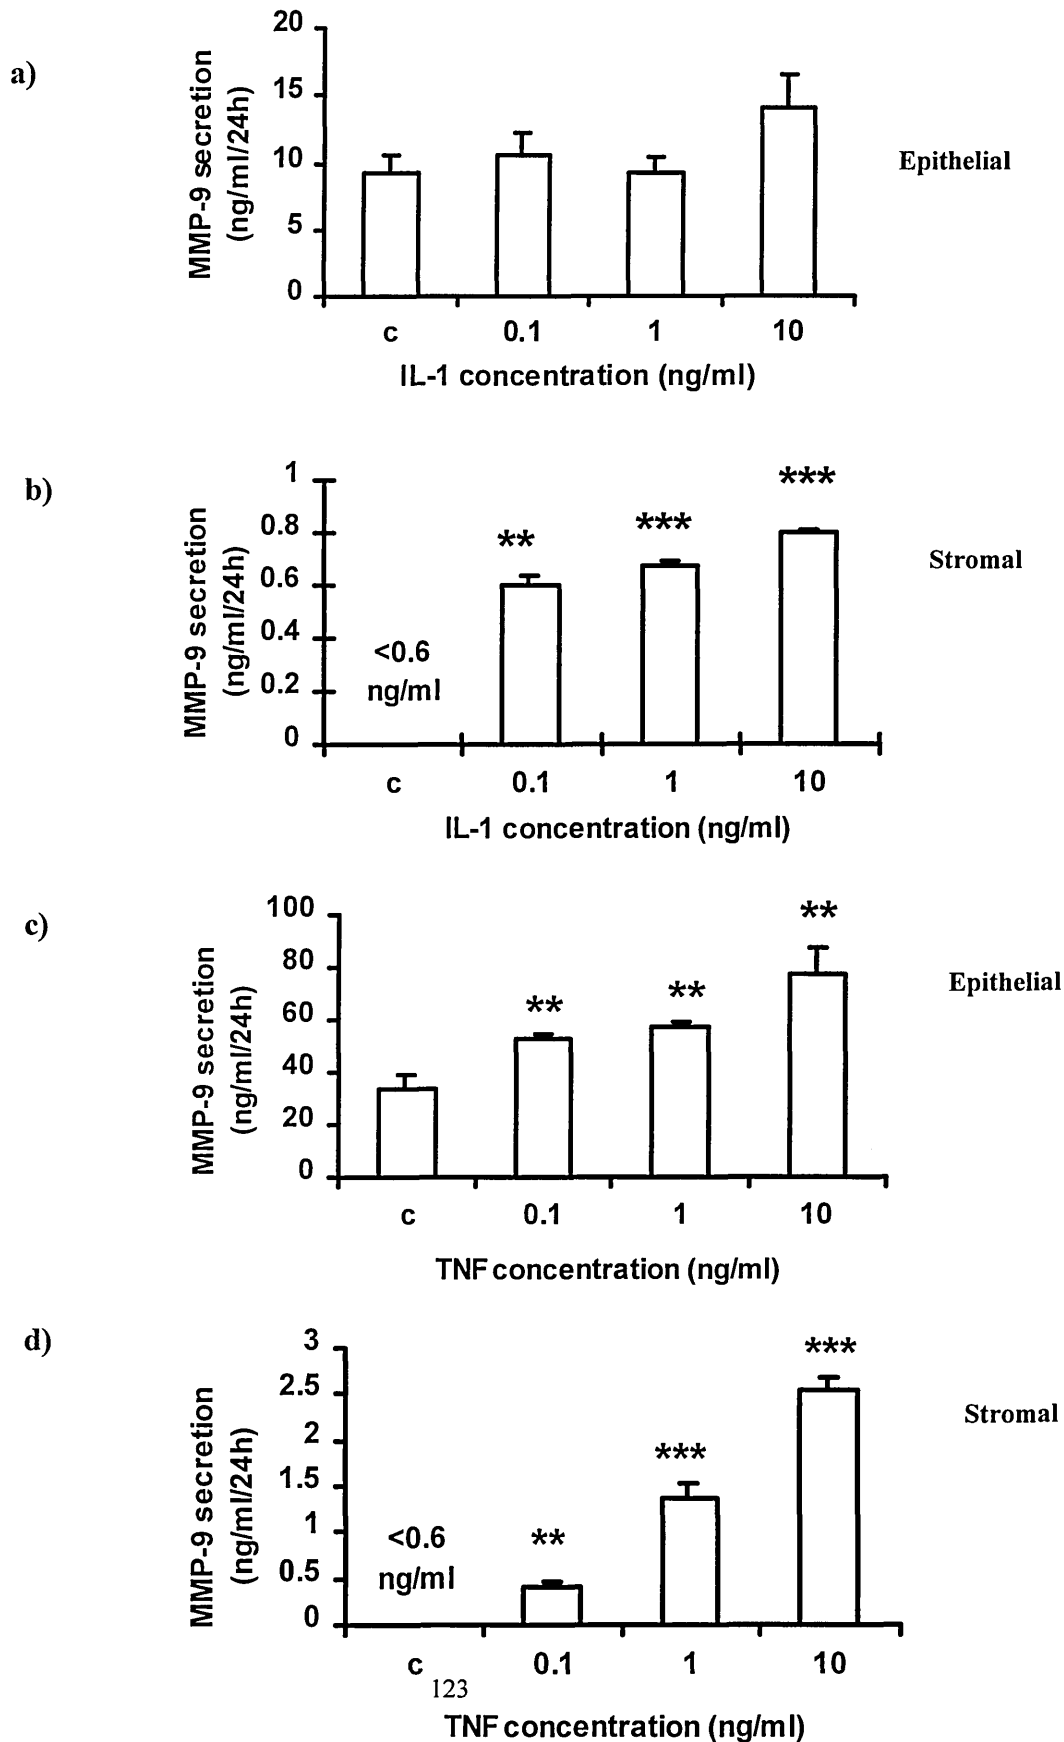 a)
MMP-9 secretion
(ng/ml/24h)
20
15
10
5
0
Epithelial
c 0.1 1 10
IL-1 concentration (ng/ml)
b)
MMP-9 secretion
(ng/ml/24h)
1
0.8
0.6
0.4
0.2
0
<0.6
ng/ml
** *** ***
Stromal
c 0.1 1 10
IL-1 concentration (ng/ml)
c)
MMP-9 secretion
(ng/ml/24h)
100
80
60
40
20
0
** ** **
Epithelial
c 0.1 1 10
TNF concentration (ng/ml)
d)
MMP-9 secretion
(ng/ml/24h)
3
2.5
2
1.5
1
0.5
0
<0.6
ng/ml
** *** ***
Stromal
c 0.1 1 10
123
TNF concentration (ng/ml)